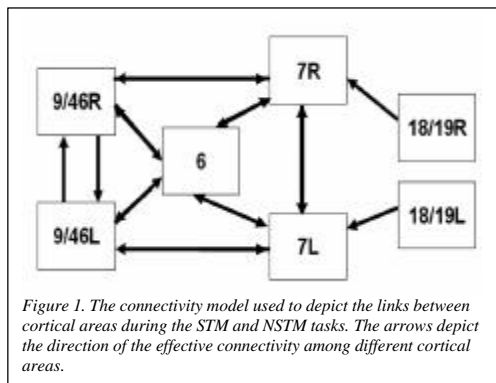 7R
9/46R
18/19R
6
18/19L
9/46L
7L
Figure 1. The connectivity model used to depict the links between
cortical areas during the STM and NSTM tasks. The arrows depict
the direction of the effective connectivity among different cortical
areas.